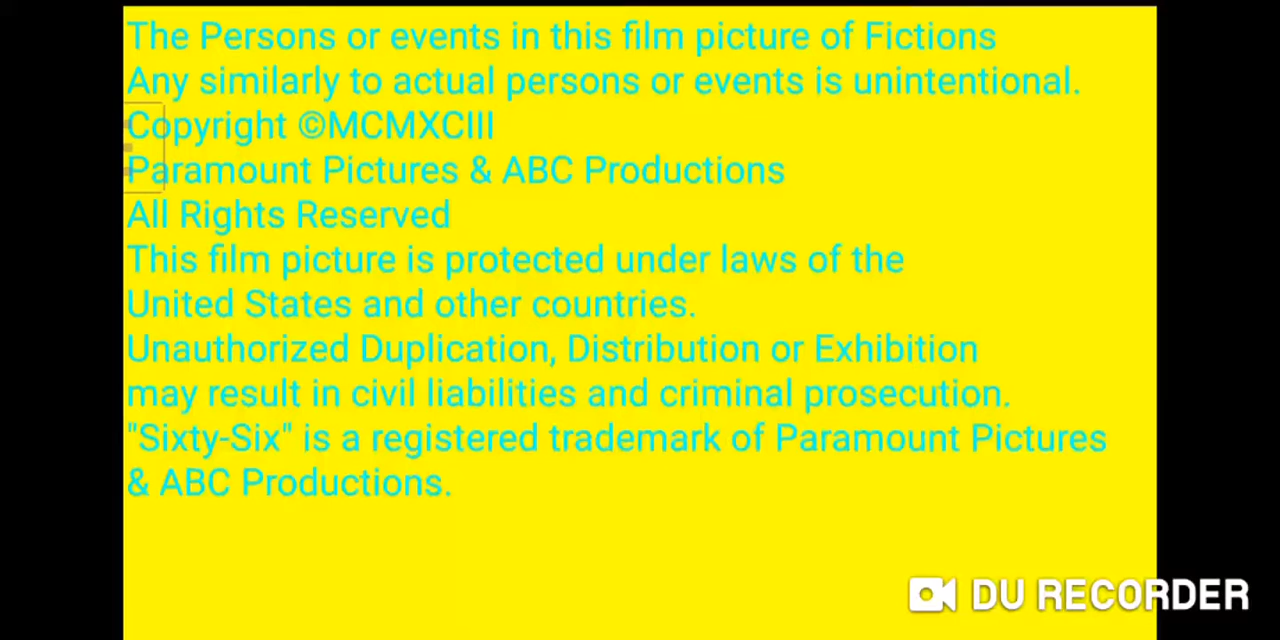 The Persons or events in this film picture of Fictions
Any similarly to actual persons or events is unintentional.
Copyright ©MCMXCIII
Paramount Pictures & ABC Productions
All Rights Reserved
This film picture is protected under laws of the
United States and other countries.
Unauthorized Duplication, Distribution or Exhibition
may result in civil liabilities and criminal prosecution.
"Sixty-Six" is a registered trademark of Paramount Pictures
& ABC Productions.
DU RECORDER